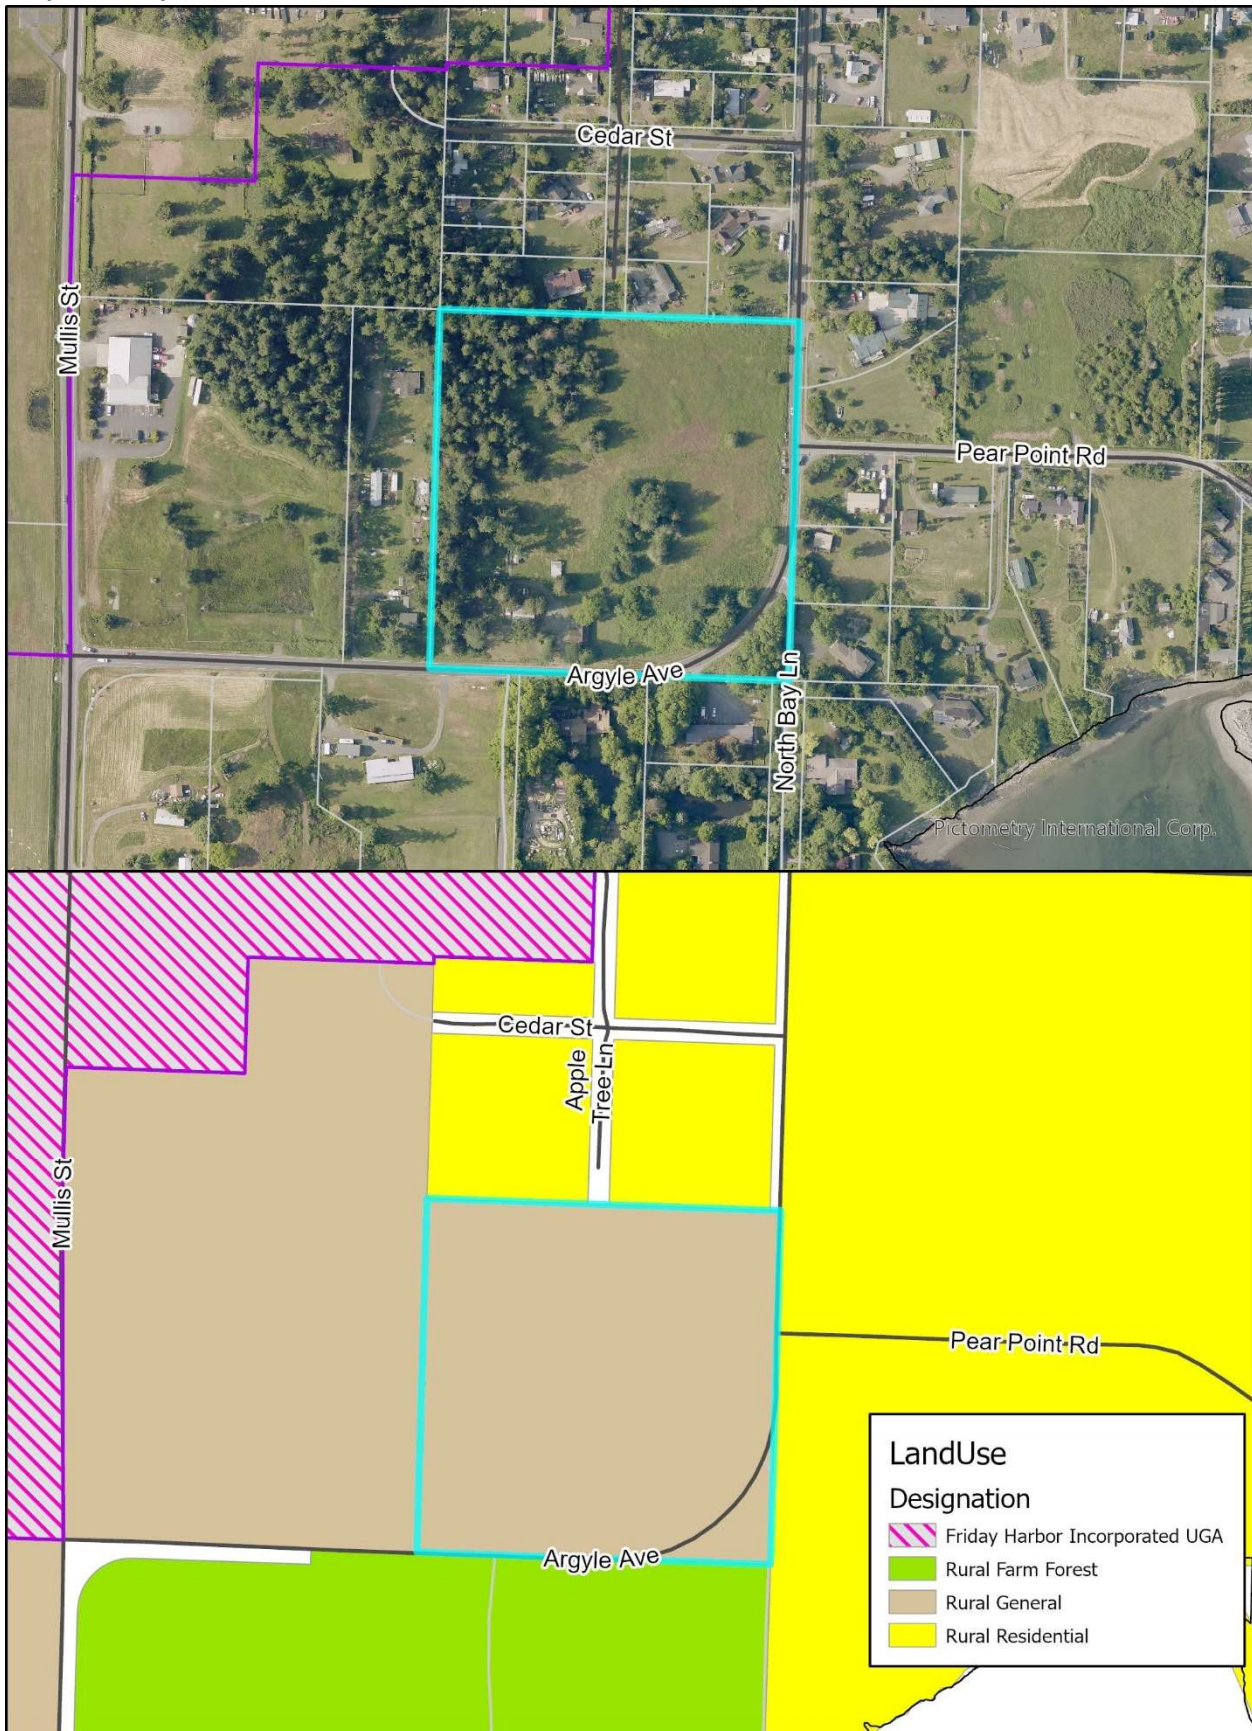 Cedar St
Mullis St
Pear Point Rd
Argyle Ave
North Bay Ln
Pictometry International Corp.
Cedar St
Apple
Tree Ln
Mullis St
Pear Point Rd
Argyle Ave
LandUse
Designation
Friday Harbor Incorporated UGA
Rural Farm Forest
Rural General
Rural Residential